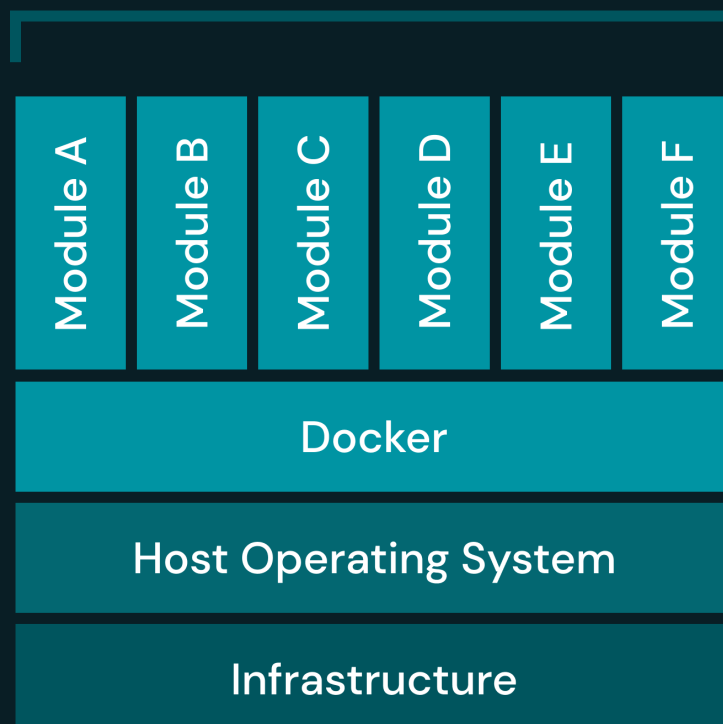 Module A
Module B
Module C
Module D
Module E
Module F
Docker
Host Operating System
Infrastructure